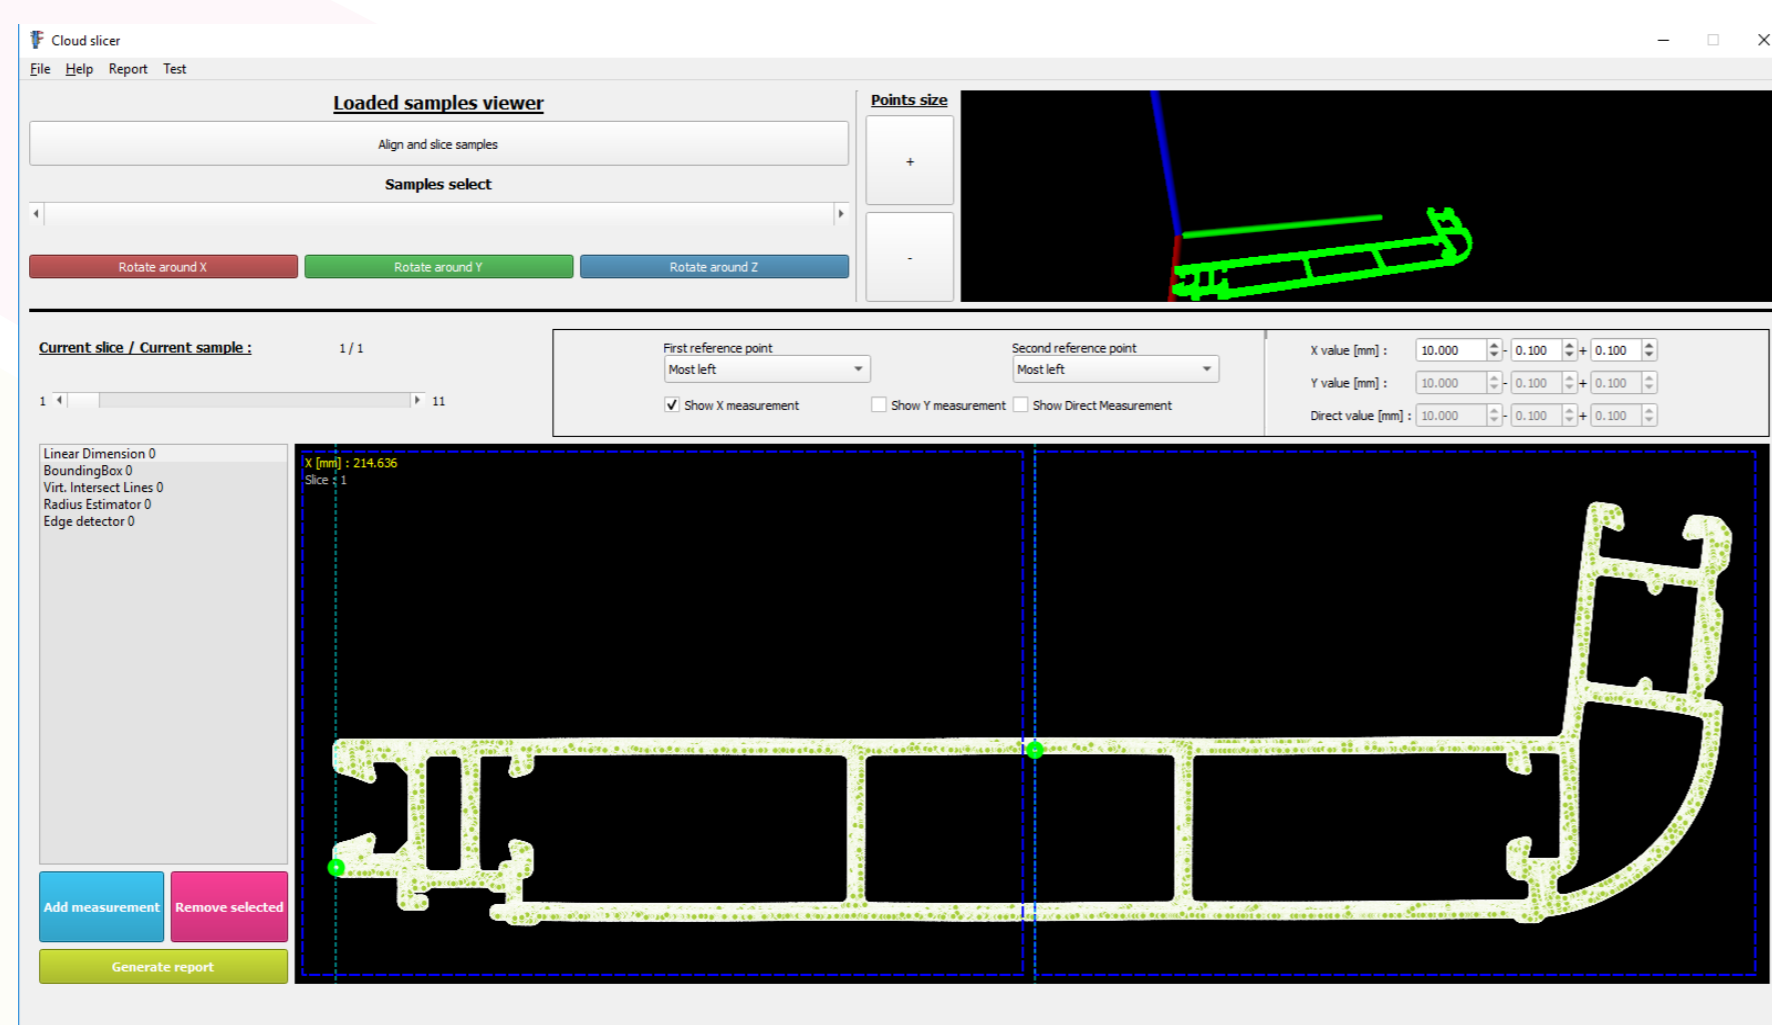 Cloud slicer
File Help Report Test
Loaded samples viewer
Points size
Align and slice samples
+
Samples select
-
Rotate around X
Rotate around Y
Rotate around Z
Current slice / Current sample :
1 / 1
1
11
First reference point
Second reference point
Most left
Most left
Show X measurement
Show Y measurement
Show Direct Measurement
X value [mm] : 10.000 - 0.100 + 0.100
Y value [mm] : 10.000 - 0.100 + 0.100
Direct value [mm] : 10.000 - 0.100 + 0.100
Linear Dimension 0
BoundingBox 0
Virt. Intersect Lines 0
Radius Estimator 0
Edge detector 0
X [mm] : 214.636
Slice : 1
Add measurement
Remove selected
Generate report